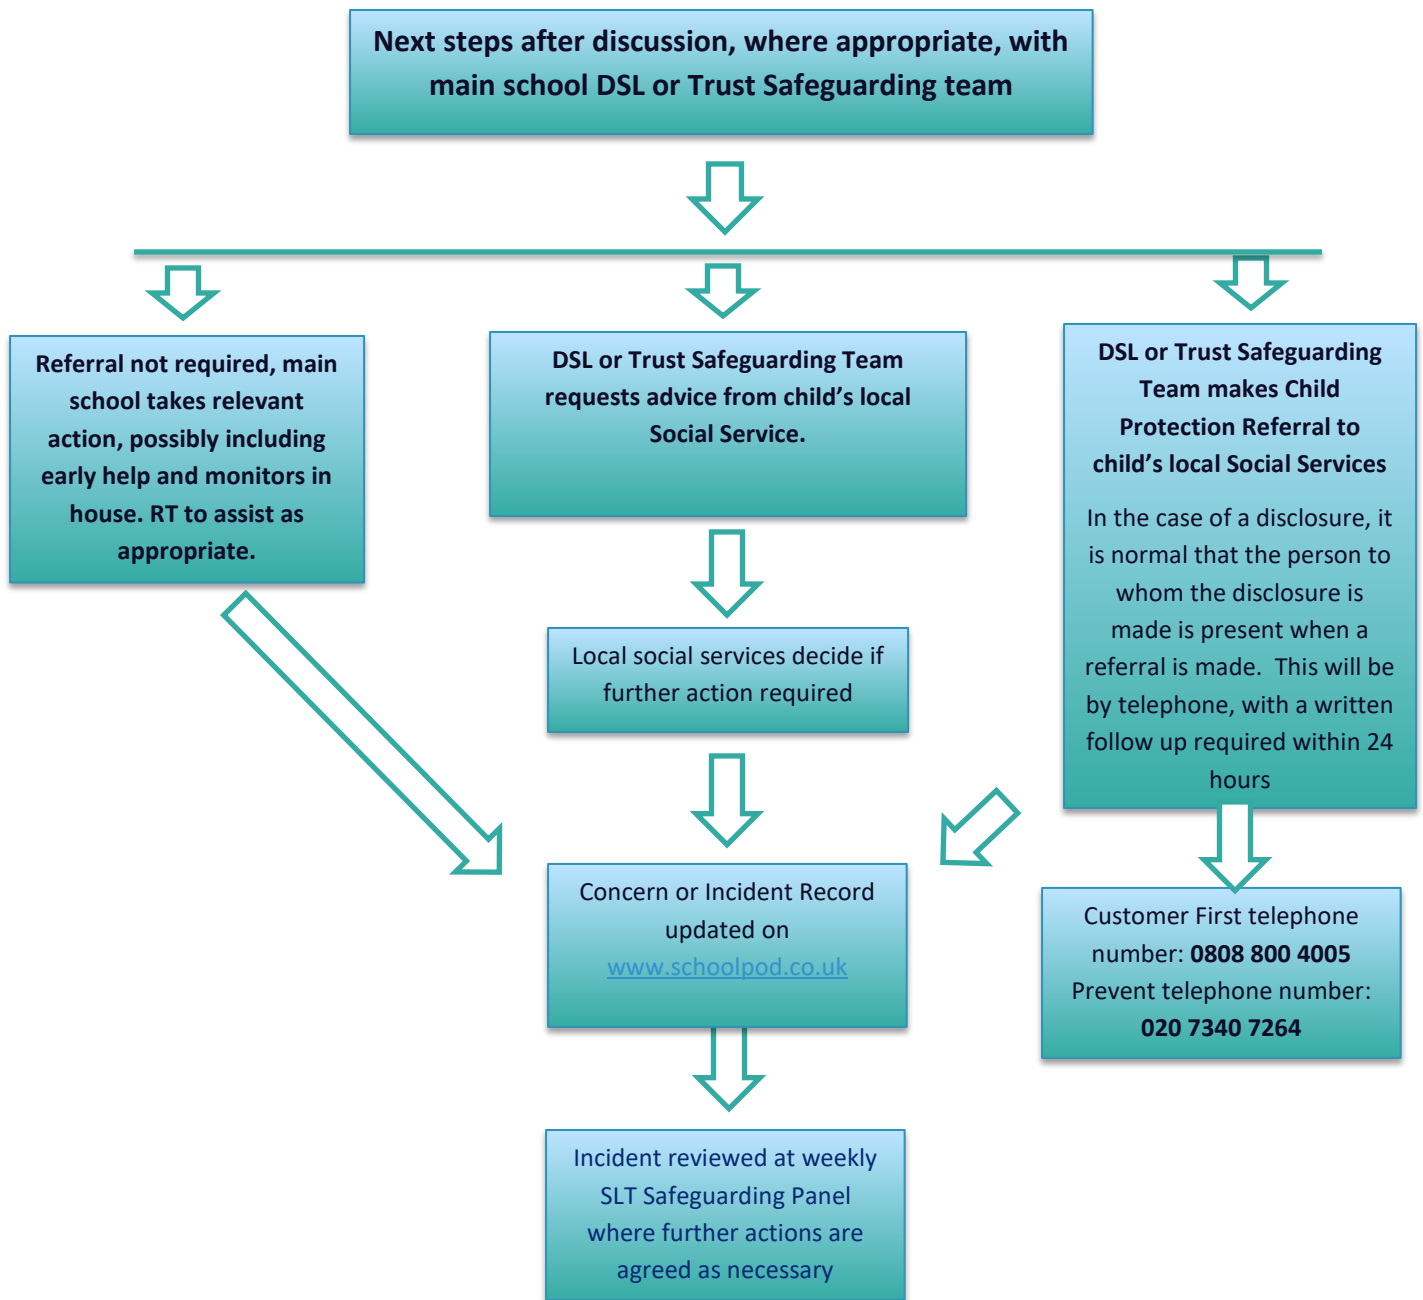 Next steps after discussion, where appropriate, with
main school DSL or Trust Safeguarding team
Referral not required, main
school takes relevant
action, possibly including
early help and monitors in
house. RT to assist as
appropriate.
DSL or Trust Safeguarding Team
requests advice from child’s local
Social Service.
DSL or Trust Safeguarding
Team makes Child
Protection Referral to
child’s local Social Services
In the case of a disclosure, it
is normal that the person to
whom the disclosure is
made is present when a
referral is made.  This will be
by telephone, with a written
follow up required within 24
hours
Local social services decide if
further action required
Concern or Incident Record
updated on
www.schoolpod.co.uk
Customer First telephone
number: 0808 800 4005
Prevent telephone number:
020 7340 7264
Incident reviewed at weekly
SLT Safeguarding Panel
where further actions are
agreed as necessary